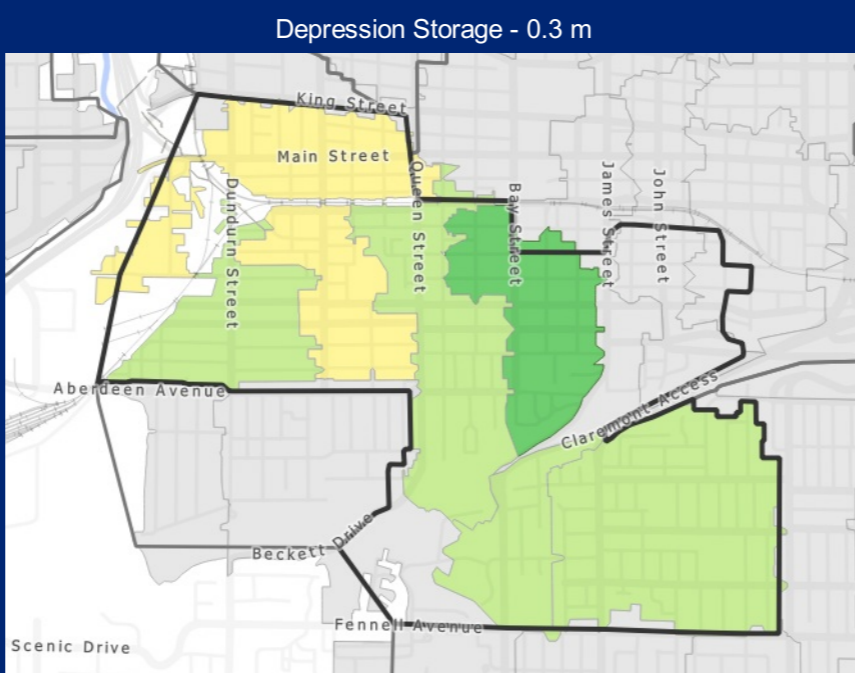 Depression Storage - 0.3 m
King Street
Main Street
Queen Street
Dundurn Street
Bay Street
James Street
John Street
Aberdeen Avenue
Claremont Access
Beckett Drive
Fennell Avenue
Scenic Drive